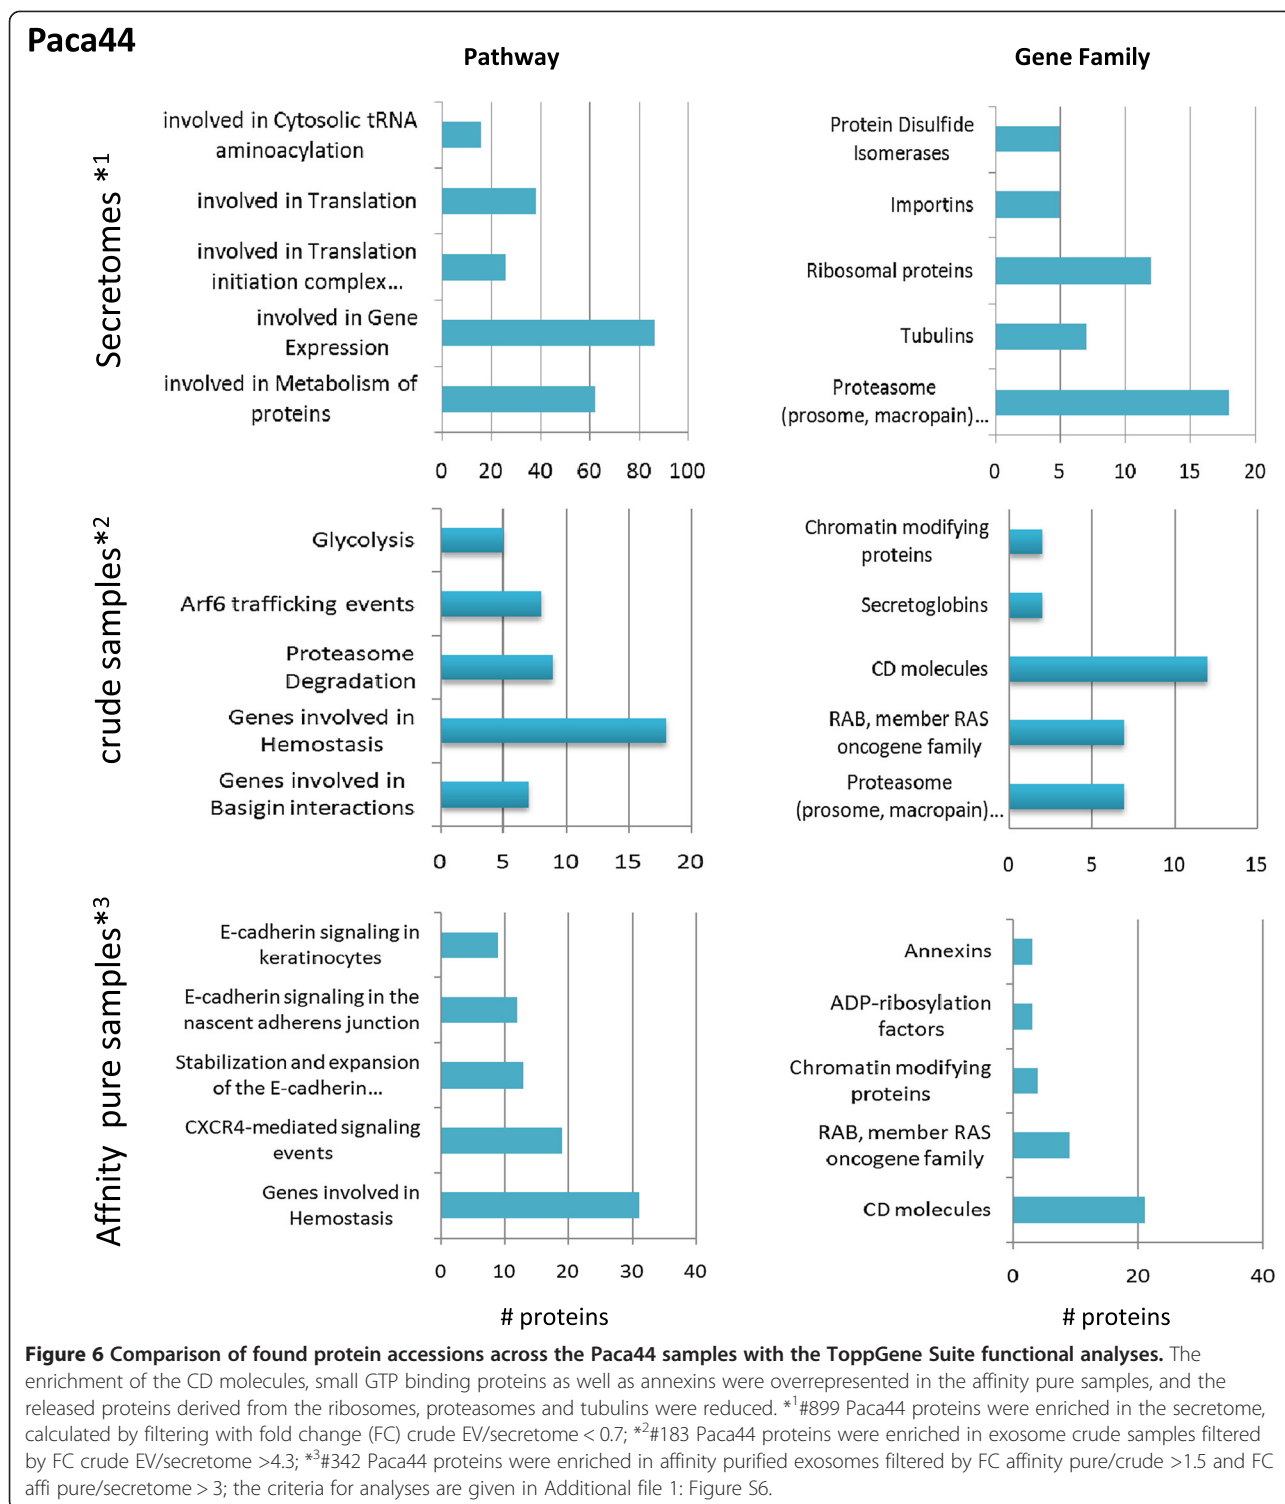 Paca44
Pathway
Gene Family
Secretomes *1
involved in Cytosolic tRNA
aminoacylation
involved in Translation
involved in Translation
initiation complex...
involved in Gene
Expression
involved in Metabolism of
proteins
0 20 40 60 80 100
Protein Disulfide
Isomerases
Importins
Ribosomal proteins
Tubulins
Proteasome
(prosome, macropain)...
0 5 10 15 20
crude samples*2
Glycolysis
Arf6 trafficking events
Proteasome
Degradation
Genes involved in
Hemostasis
Genes involved in
Basigin interactions
0 5 10 15 20
Chromatin modifying
proteins
Secretoglobins
CD molecules
RAB, member RAS
oncogene family
Proteasome
(prosome, macropain)...
0 5 10 15
Affnity pure samples*3
E-cadherin signaling in
keratinocytes
E-cadherin signaling in the
nascent adherens junction
Stabilization and expansion
of the E-cadherin...
CXCR4-mediated signaling
events
Genes involved in
Hemostasis
0 10 20 30 40
# proteins
Annexins
ADP-ribosylation
factors
Chromatin modifying
proteins
RAB, member RAS
oncogene family
CD molecules
0 20 40
# proteins
Figure 6 Comparison of found protein accessions across the Paca44 samples with the ToppGene Suite functional analyses. The
enrichment of the CD molecules, small GTP binding proteins as well as annexins were overrepresented in the affinity pure samples, and the
released proteins derived from the ribosomes, proteasomes and tubulins were reduced. *1#899 Paca44 proteins were enriched in the secretome,
calculated by filtering with fold change (FC) crude EV/secretome < 0.7; *2#183 Paca44 proteins were enriched in exosome crude samples filtered
by FC crude EV/secretome >4.3; *3#342 Paca44 proteins were enriched in affinity purified exosomes filtered by FC affinity pure/crude >1.5 and FC
affi pure/secretome > 3; the criteria for analyses are given in Additional file 1: Figure S6.